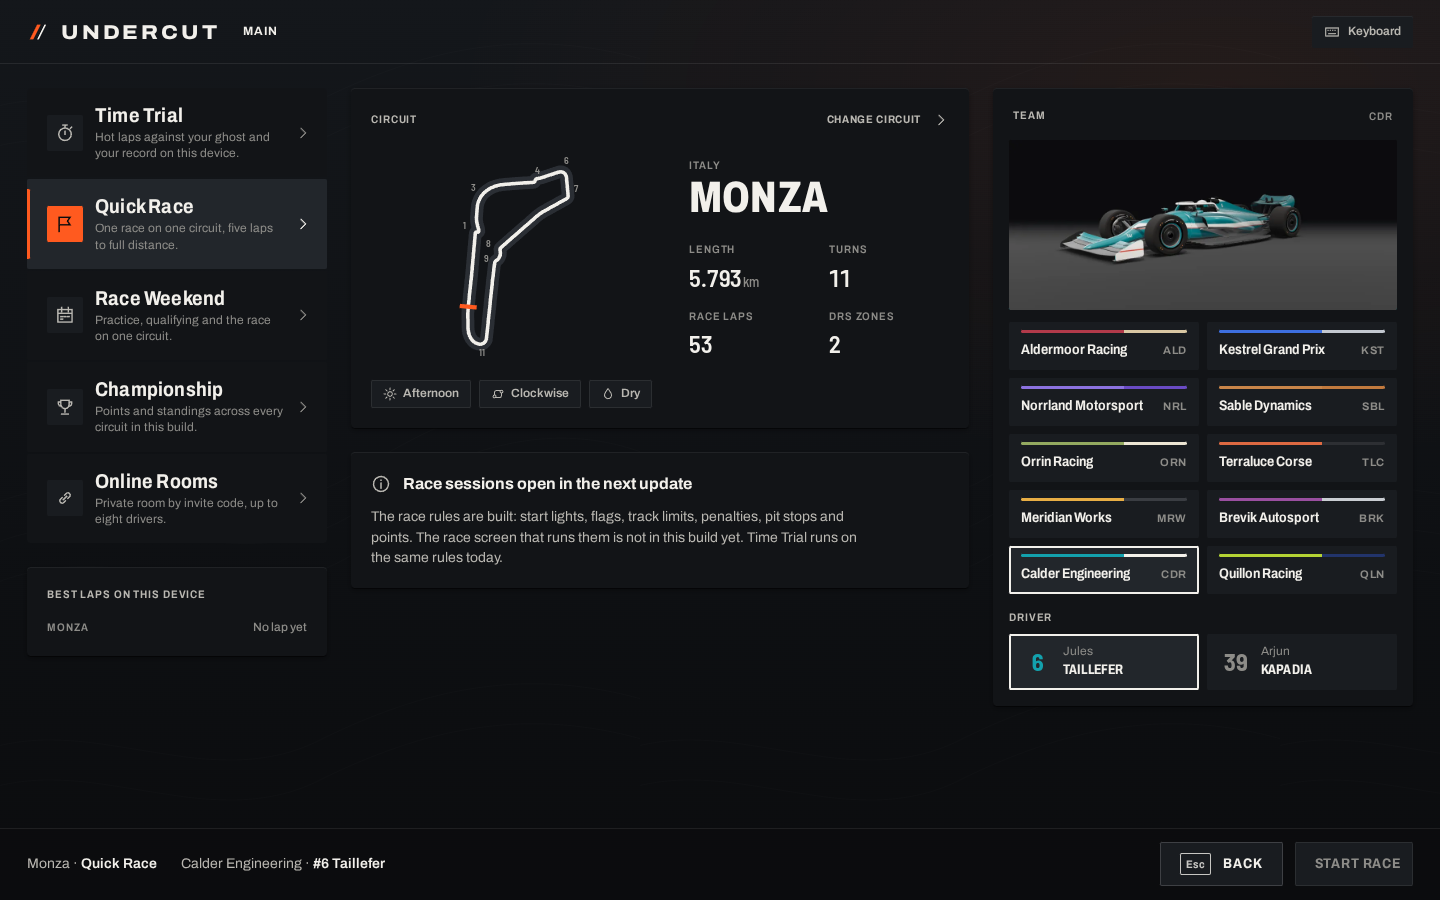 // UNDERCUT MAIN
Keyboard
Time Trial
Hot laps against your ghost and
your record on this device.
Quick Race
One race on one circuit, five laps
to full distance.
Race Weekend
Practice, qualifying and the race
on one circuit.
Championship
Points and standings across every
circuit in this build.
Online Rooms
Private room by invite code, up to
eight drivers.
BEST LAPS ON THIS DEVICE
MONZA No lap yet
CIRCUIT CHANGE CIRCUIT
6
4
3 7
1
8
9
11
ITALY
MONZA
LENGTH TURNS
5.793 km 11
RACE LAPS DRS ZONES
53 2
Afternoon Clockwise Dry
Race sessions open in the next update
The race rules are built: start lights, flags, track limits, penalties, pit stops and
points. The race screen that runs them is not in this build yet. Time Trial runs on
the same rules today.
TEAM CDR
Aldermoor Racing ALD Kestrel Grand Prix KST
Norrland Motorsport NRL Sable Dynamics SBL
Orrin Racing ORN Terraluce Corse TLC
Meridian Works MRW Brevik Autosport BRK
Calder Engineering CDR Quillon Racing QLN
DRIVER
6 Jules TAILLEFER 39 Arjun KAPADIA
Monza · Quick Race Calder Engineering · #6 Taillefer
Esc BACK START RACE